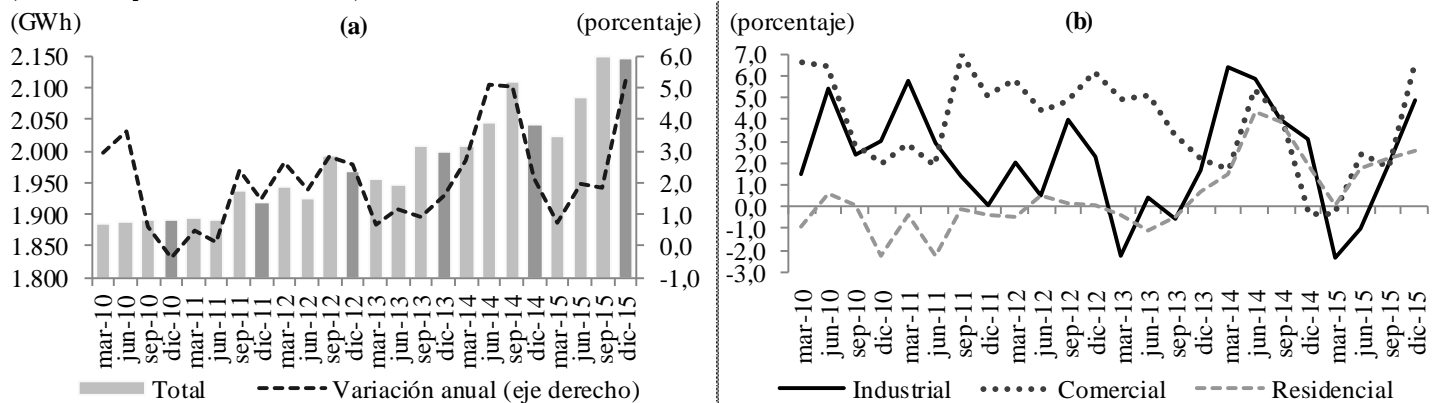 (GWh) (a) (porcentaje)
2.150
2.100
2.050
2.000
1.950
1.900
1.850
1.800
6,0
5,0
4,0
3,0
2,0
1,0
0,0
-1,0
mar-10
jun-10
sep-10
dic-10
mar-11
jun-11
sep-11
dic-11
mar-12
jun-12
sep-12
dic-12
mar-13
jun-13
sep-13
dic-13
mar-14
jun-14
sep-14
dic-14
mar-15
jun-15
sep-15
dic-15
Total Variación anual (eje derecho)
(porcentaje) (b)
7,0
6,0
5,0
4,0
3,0
2,0
1,0
0,0
-1,0
-2,0
-3,0
mar-10
jun-10
sep-10
dic-10
mar-11
jun-11
sep-11
dic-11
mar-12
jun-12
sep-12
dic-12
mar-13
jun-13
sep-13
dic-13
mar-14
jun-14
sep-14
dic-14
mar-15
jun-15
sep-15
dic-15
Industrial Comercial Residencial